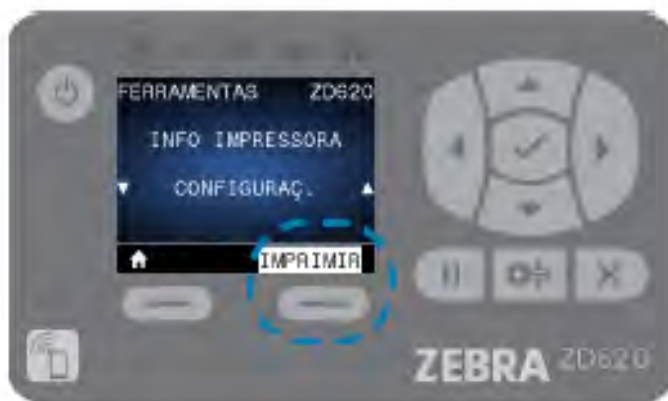 FERRAMENTAS ZD620
INFO IMPRESSORA
CONFIGURAÇ.
IMPRIMIR
ZEBRA ZD620